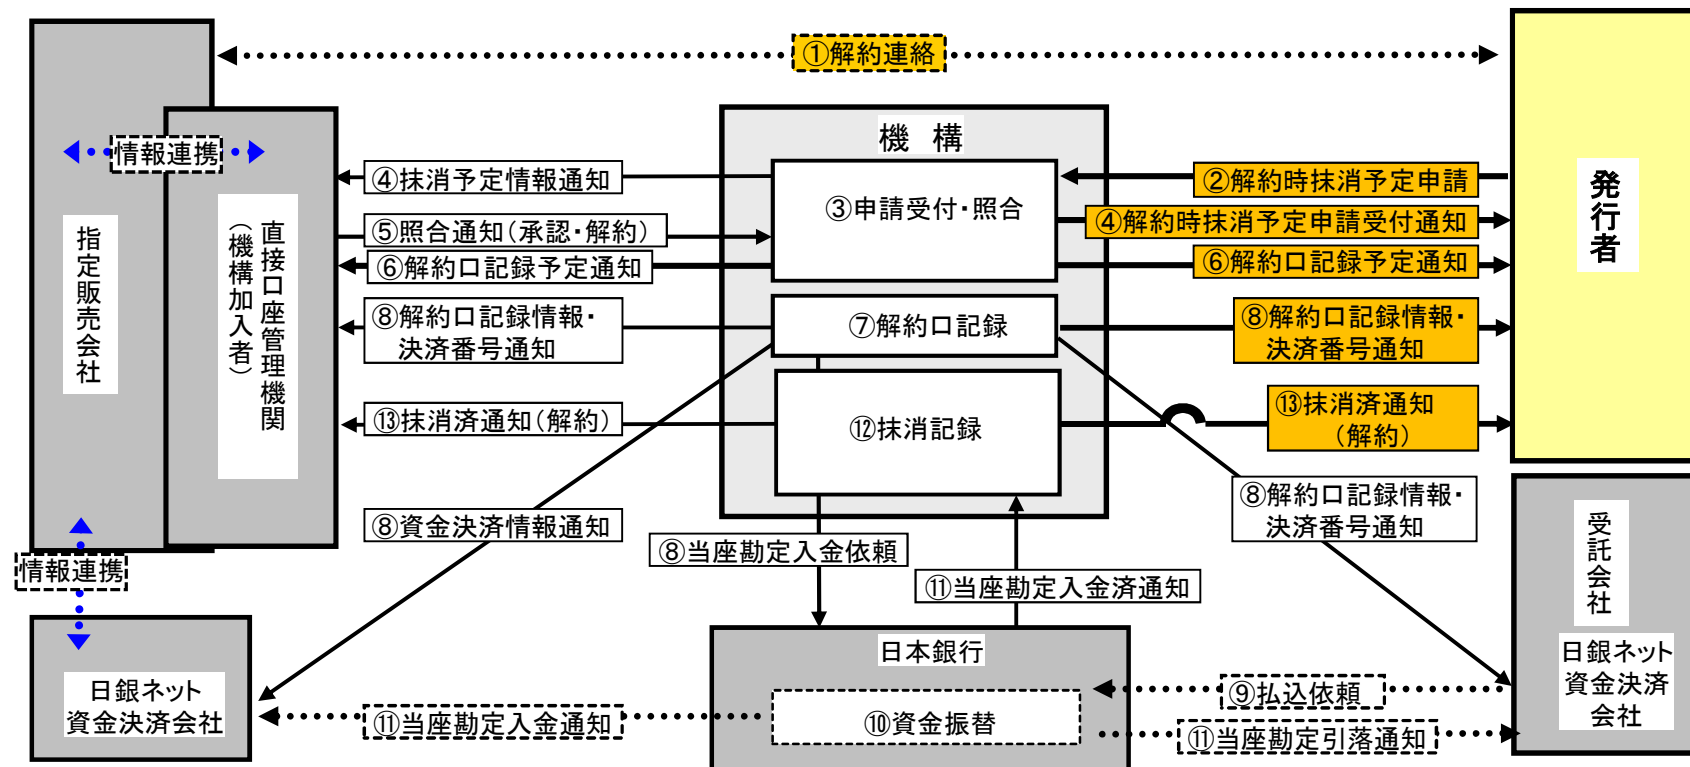 ①解約連絡
機 構
情報連携
④抹消予定情報通知
②解約時抹消予定申請
③申請受付・照合
⑤照合通知(承認・解約)
④解約時抹消予定申請受付通知
⑥解約口記録予定通知
⑥解約口記録予定通知
発行者
指定販売会社
直接口座管理機関
(機構加入者)
⑧解約口記録情報・
決済番号通知
⑦解約口記録
⑧解約口記録情報・
決済番号通知
⑬抹消済通知(解約)
⑫抹消記録
⑬抹消済通知
(解約)
⑧資金決済情報通知
⑧解約口記録情報・
決済番号通知
⑧当座勘定入金依頼
⑪当座勘定入金済通知
情報連携
受託会社
日本銀行
日銀ネット
資金決済会社
日銀ネット
資金決済
会社
⑨払込依頼
⑪当座勘定入金通知
⑩資金振替
⑪当座勘定引落通知